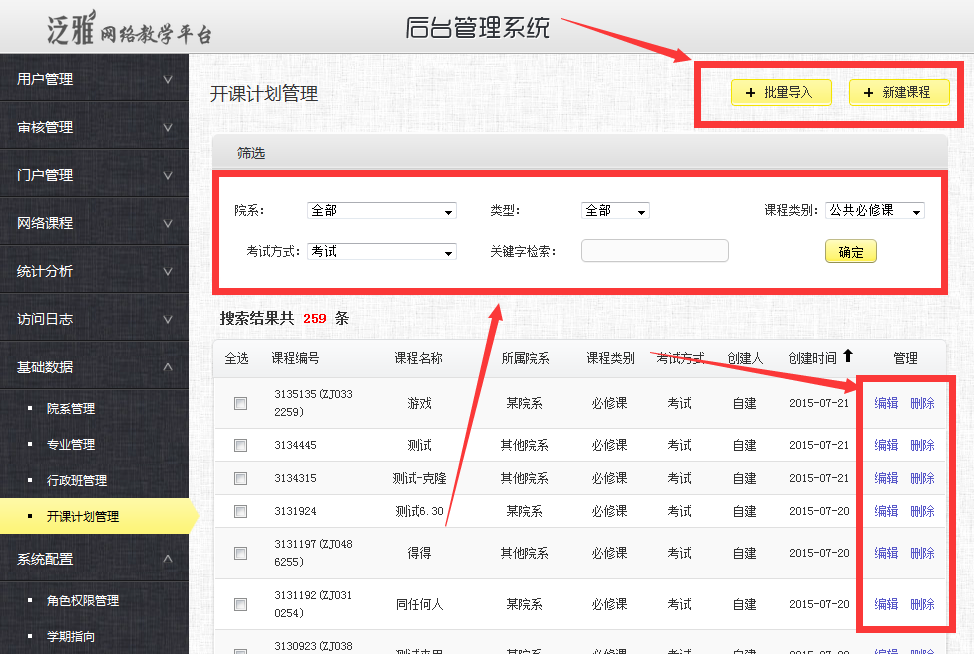 泛雅 网络教学平台
后台管理系统
用户管理
审核管理
门户管理
网络课程
统计分析
访问日志
基础数据
院系管理
专业管理
行政班管理
开课计划管理
系统配置
角色权限管理
学期指向
开课计划管理
+ 批量导入 + 新建课程
筛选
院系: 全部 类型: 全部 课程类别: 公共必修课
考试方式: 考试 关键字检索: 确定
搜索结果共 259 条
全选 课程编号 课程名称 所属院系 课程类别 考试方式 创建人 创建时间 管理
3135135(ZJ0332259) 游戏 某院系 必修课 考试 自建 2015-07-21 编辑 删除
3134445 测试 其他院系 必修课 考试 自建 2015-07-21 编辑 删除
3134315 测试-克隆 其他院系 必修课 考试 自建 2015-07-21 编辑 删除
3131924 测试6.30 某院系 必修课 考试 自建 2015-07-20 编辑 删除
3131197(ZJ0486255) 得得 其他院系 必修课 考试 自建 2015-07-20 编辑 删除
3131192(ZJ0310254) 同任何人 某院系 必修课 考试 自建 2015-07-20 编辑 删除
3130923(ZJ038